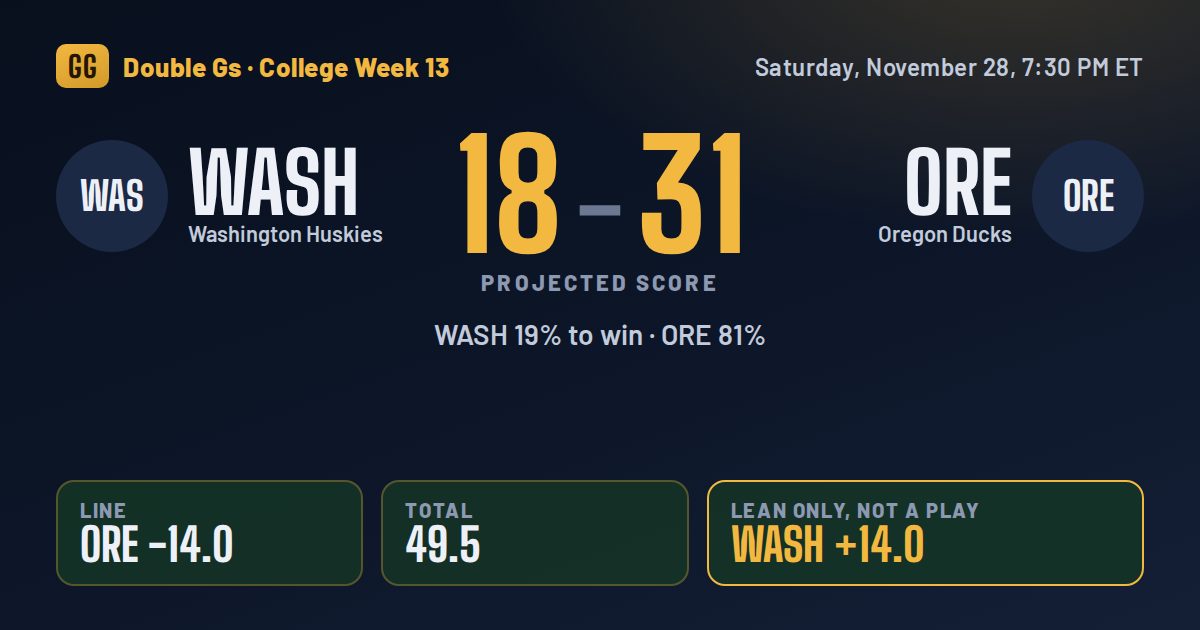 GG Double Gs · College Week 13
Saturday, November 28, 7:30 PM ET
WAS
WASH
Washington Huskies
18 – 31
PROJECTED SCORE
WASH 19% to win · ORE 81%
ORE
Oregon Ducks
ORE
LINE
ORE −14.0
TOTAL
49.5
LEAN ONLY, NOT A PLAY
WASH +14.0